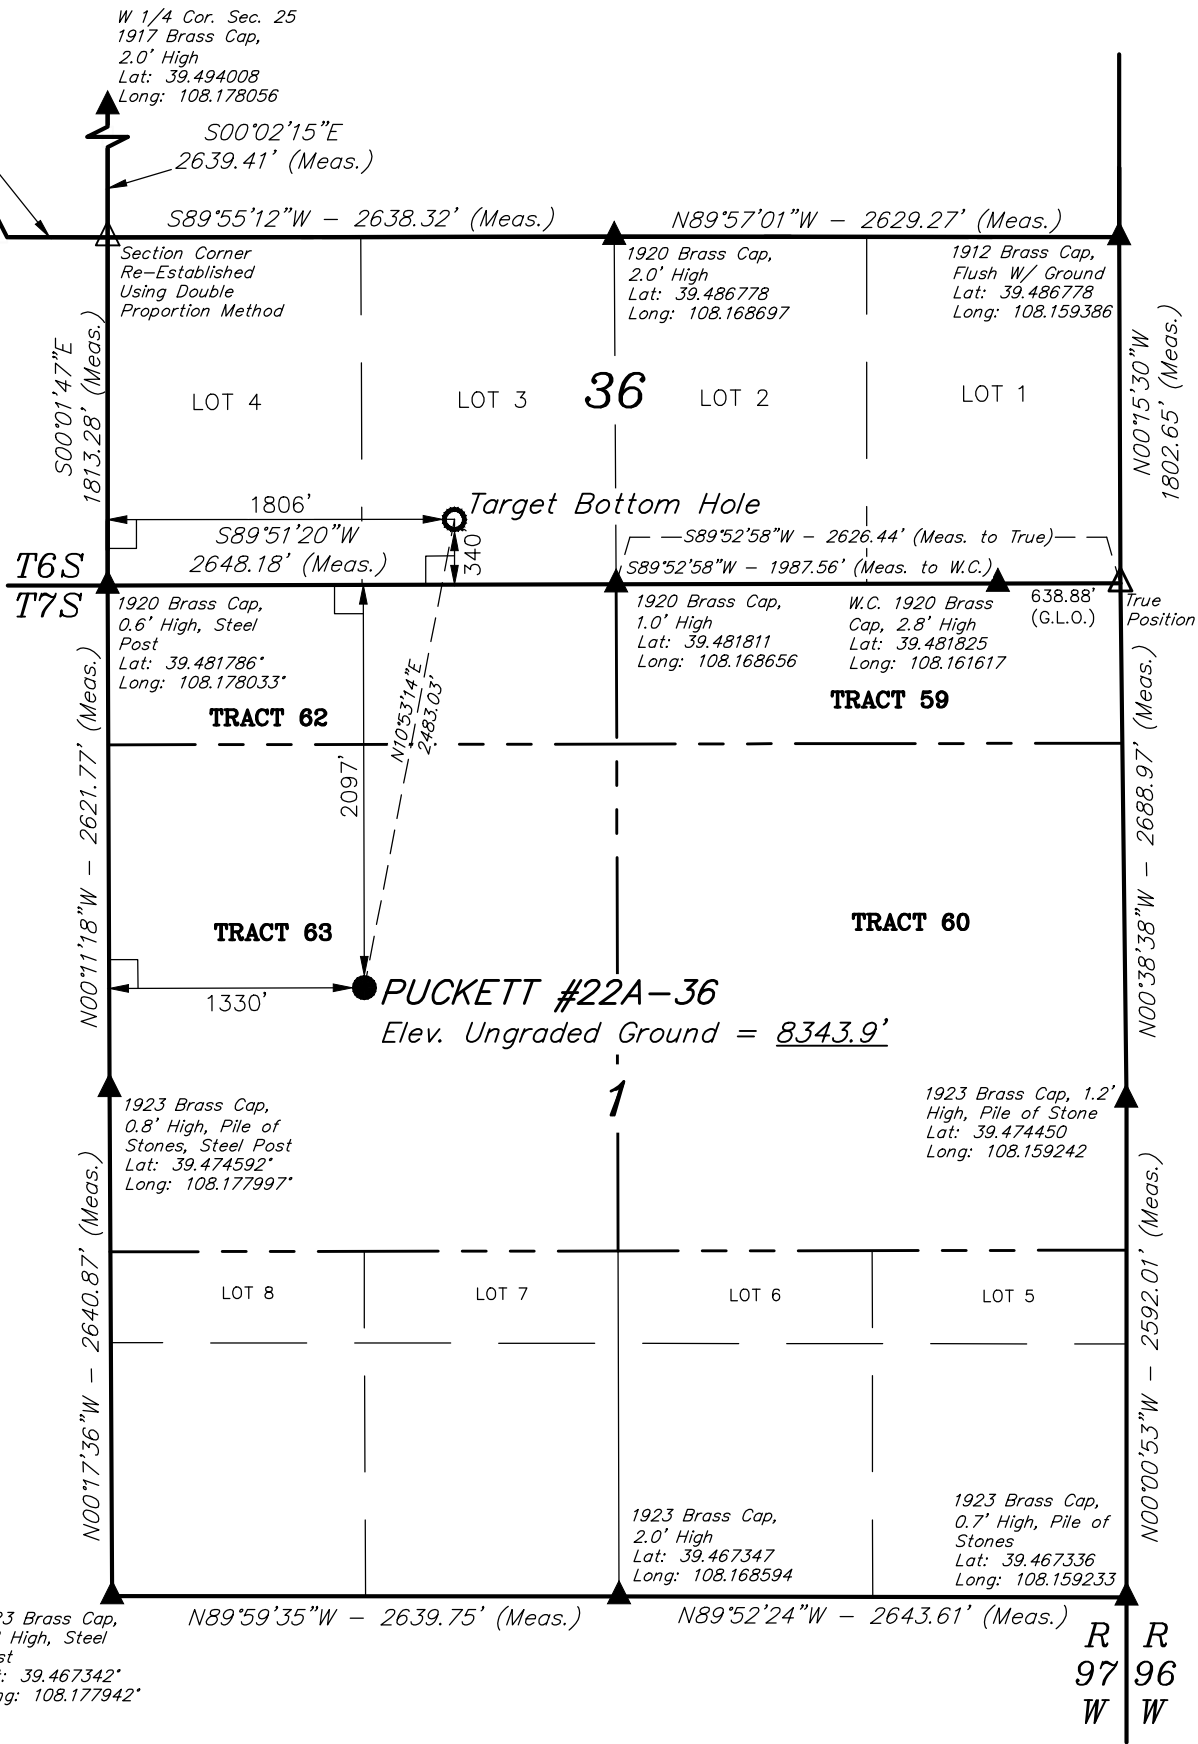 W 1/4 Cor. Sec. 25
1917 Brass Cap,
2.0' High
Lat: 39.494008
Long: 108.178056
S00°02'15"E
2639.41' (Meas.)
S89°55'12"W - 2638.32' (Meas.)
N89°57'01"W - 2629.27' (Meas.)
Section Corner
Re-Established
Using Double
Proportion Method
1920 Brass Cap,
2.0' High
Lat: 39.486778
Long: 108.168697
1912 Brass Cap,
Flush W/ Ground
Lat: 39.486778
Long: 108.159386
S00°01'47"E
1813.28' (Meas.)
N00°15'30"W
1802.65' (Meas.)
LOT 4
LOT 3
36
LOT 2
LOT 1
1806'
Target Bottom Hole
S89°51'20"W
2648.18' (Meas.)
340'
S89°52'58"W - 2626.44' (Meas. to True)
S89°52'58"W - 1987.56' (Meas. to W.C.)
T6S
T7S
1920 Brass Cap,
0.6' High, Steel
Post
Lat: 39.481786°
Long: 108.178033°
1920 Brass Cap,
1.0' High
Lat: 39.481811
Long: 108.168656
W.C. 1920 Brass
Cap, 2.8' High
Lat: 39.481825
Long: 108.161617
638.88'
(G.L.O.)
True
Position
TRACT 62
TRACT 59
N10°53'14"E
2483.03'
2097'
N00°11'18"W - 2621.77' (Meas.)
N00°38'38"W - 2688.97' (Meas.)
TRACT 63
TRACT 60
1330'
PUCKETT #22A-36
Elev. Ungraded Ground = 8343.9'
1
1923 Brass Cap,
0.8' High, Pile of
Stones, Steel Post
Lat: 39.474592°
Long: 108.177997°
1923 Brass Cap, 1.2'
High, Pile of Stone
Lat: 39.474450
Long: 108.159242
N00°17'36"W - 2640.87' (Meas.)
N00°00'53"W - 2592.01' (Meas.)
LOT 8
LOT 7
LOT 6
LOT 5
1923 Brass Cap,
2.0' High
Lat: 39.467347
Long: 108.168594
1923 Brass Cap,
0.7' High, Pile of
Stones
Lat: 39.467336
Long: 108.159233
Brass Cap,
High, Steel
39.467342°
108.177942°
N89°59'35"W - 2639.75' (Meas.)
N89°52'24"W - 2643.61' (Meas.)
R R
97 96
W W